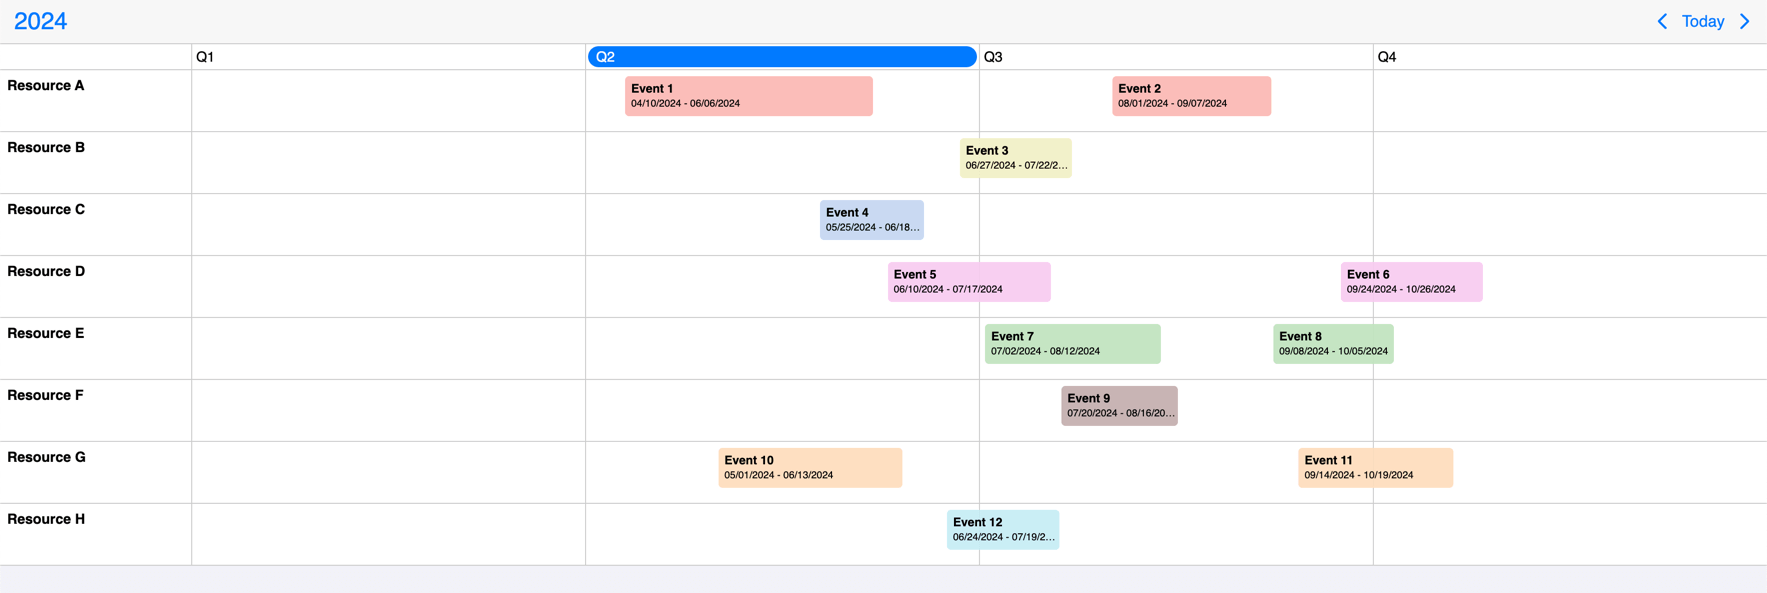 2024
Today
Q1
Q2
Q3
Q4
Resource A
Event 1
04/10/2024 - 06/06/2024
Event 2
08/01/2024 - 09/07/2024
Resource B
Event 3
06/27/2024 - 07/22/2...
Resource C
Event 4
05/25/2024 - 06/18...
Resource D
Event 5
06/10/2024 - 07/17/2024
Event 6
09/24/2024 - 10/26/2024
Resource E
Event 7
07/02/2024 - 08/12/2024
Event 8
09/08/2024 - 10/05/2024
Resource F
Event 9
07/20/2024 - 08/16/20...
Resource G
Event 10
05/01/2024 - 06/13/2024
Event 11
09/14/2024 - 10/19/2024
Resource H
Event 12
06/24/2024 - 07/19/2...